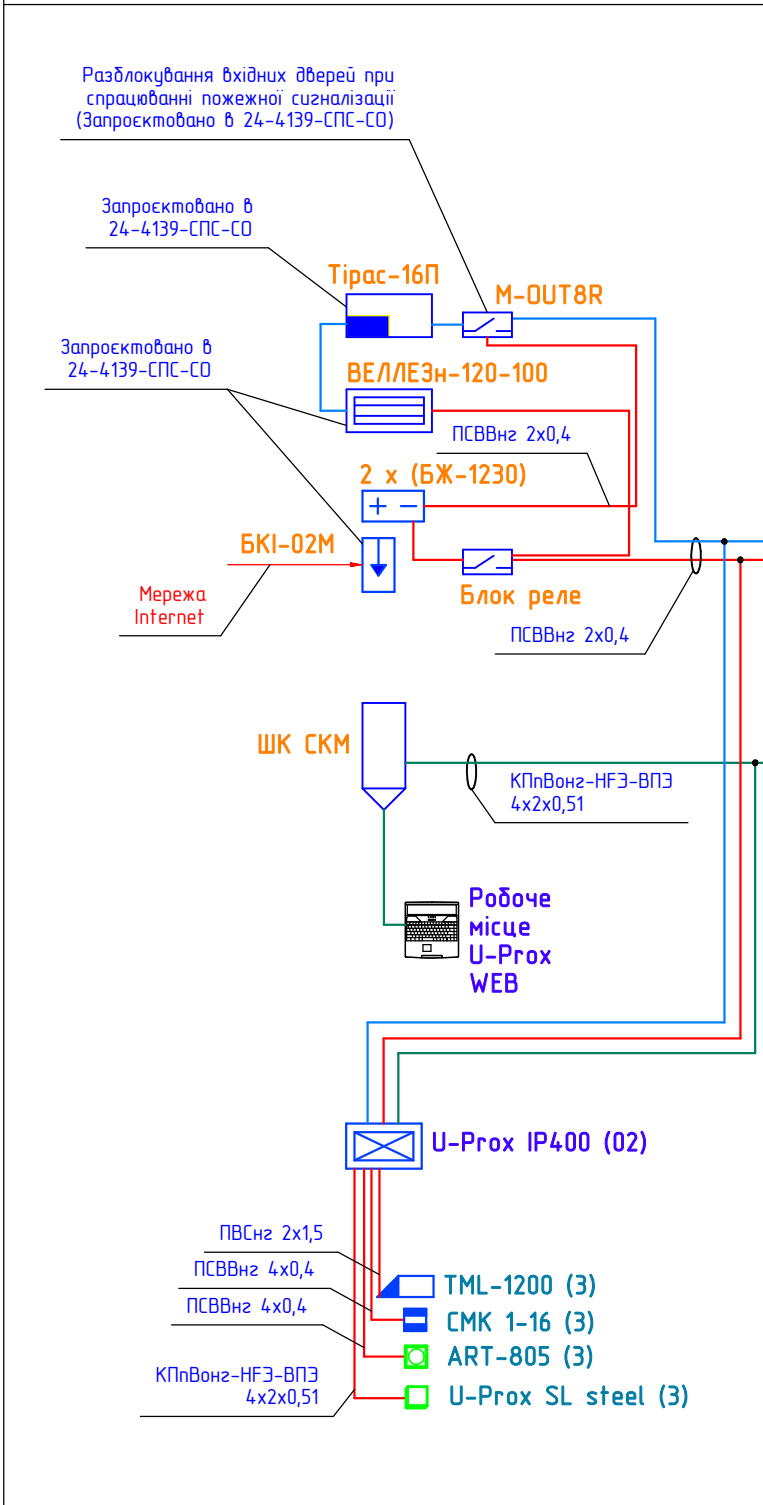 Разблокування вхідних дверей при
спрацюванні пожежної сигналізації
(Запроєктовано в 24-4139-СПС-СО)
Запроєктовано в
24-4139-СПС-СО
Тірас-16П
M-OUT8R
Запроєктовано в
24-4139-СПС-СО
ВЕЛЛЕЗн-120-100
ПСВВнг 2х0,4
2 х (БЖ-1230)
+ −
БКІ-02М
Мережа
Internet
Блок реле
ПСВВнг 2х0,4
ШК СКМ
КПпВонг-HFЭ-ВПЭ
4х2х0,51
Робоче
місце
U-Prox
WEB
U-Prox IP400 (02)
ПВСнг 2х1,5
ПСВВнг 4х0,4
ПСВВнг 4х0,4
КПпВонг-HFЭ-ВПЭ
4х2х0,51
TML-1200 (3)
СМК 1-16 (3)
ART-805 (3)
U-Prox SL steel (3)